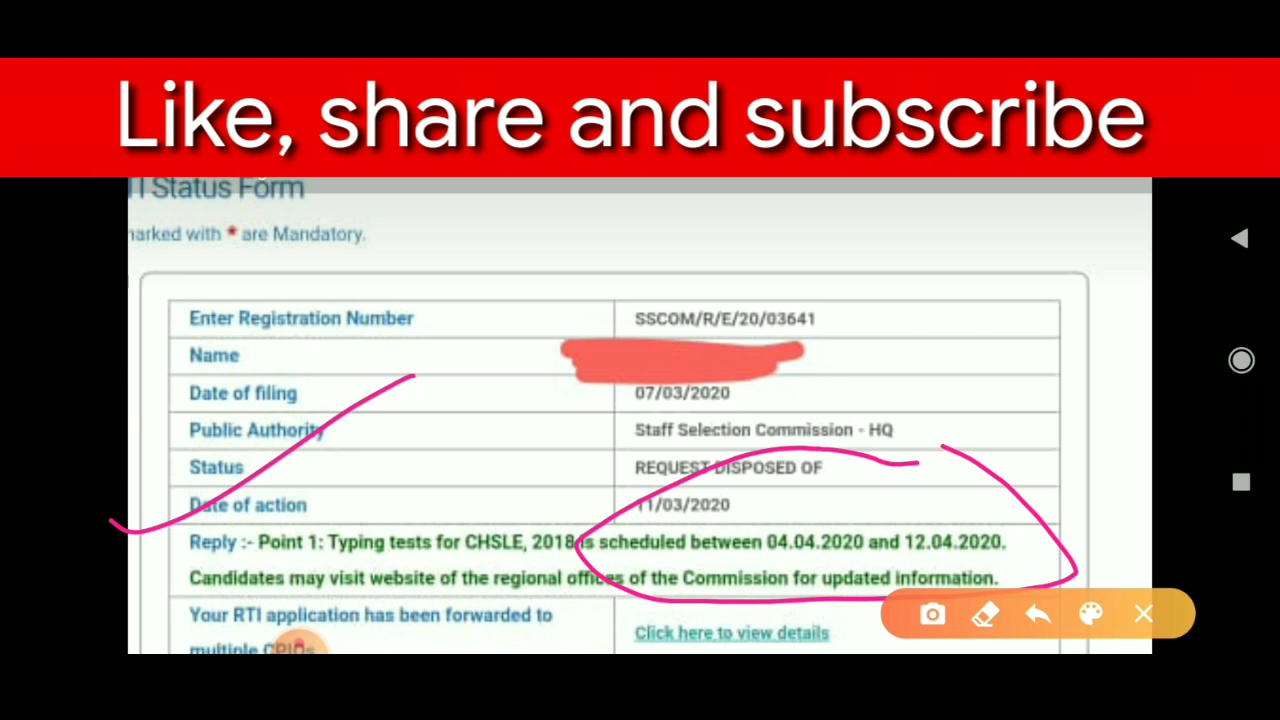 Like, share and subscribe
Status Form
marked with * are Mandatory.
Enter Registration Number SSCOM/R/E/20/03641
Name
Date of filing 07/03/2020
Public Authority Staff Selection Commission - HQ
Status REQUEST DISPOSED OF
Date of action 11/03/2020
Reply :- Point 1: Typing tests for CHSLE, 2018 is scheduled between 04.04.2020 and 12.04.2020.
Candidates may visit website of the regional offices of the Commission for updated information.
Your RTI application has been forwarded to
multiple CPIOs Click here to view details